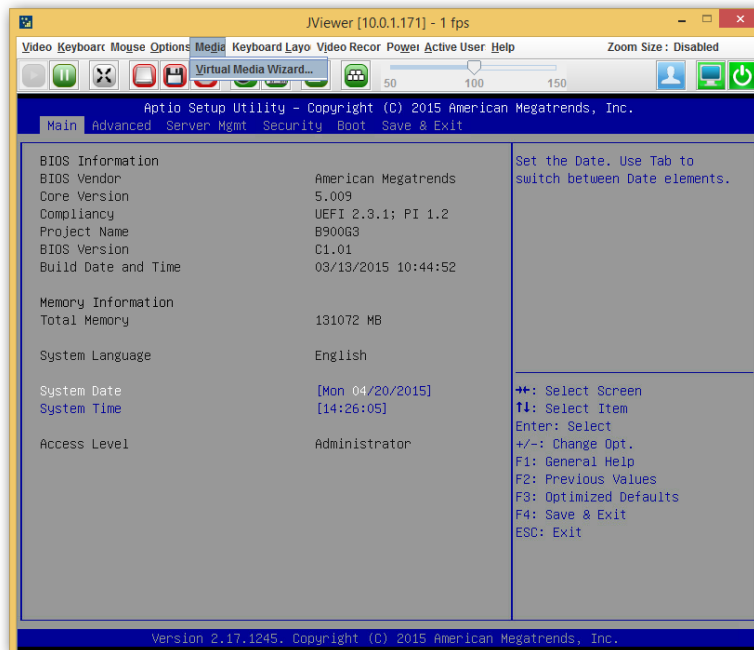 JViewer [10.0.1.171] - 1 fps
Video Keyboard Mouse Options Media Keyboard Layo Video Recor Power Active User Help Zoom Size : Disabled
Virtual Media Wizard...
50 100 150
Aptio Setup Utility - Copyright (C) 2015 American Megatrends, Inc.
Main Advanced Server Mgmt Security Boot Save & Exit
BIOS Information
BIOS Vendor American Megatrends
Core Version 5.009
Compliancy UEFI 2.3.1; PI 1.2
Project Name B900G3
BIOS Version C1.01
Build Date and Time 03/13/2015 10:44:52
Memory Information
Total Memory 131072 MB
System Language English
System Date [Mon 04/20/2015]
System Time [14:26:05]
Access Level Administrator
Set the Date. Use Tab to
switch between Date elements.
→←: Select Screen
↑↓: Select Item
Enter: Select
+/-: Change Opt.
F1: General Help
F2: Previous Values
F3: Optimized Defaults
F4: Save & Exit
ESC: Exit
Version 2.17.1245. Copyright (C) 2015 American Megatrends, Inc.